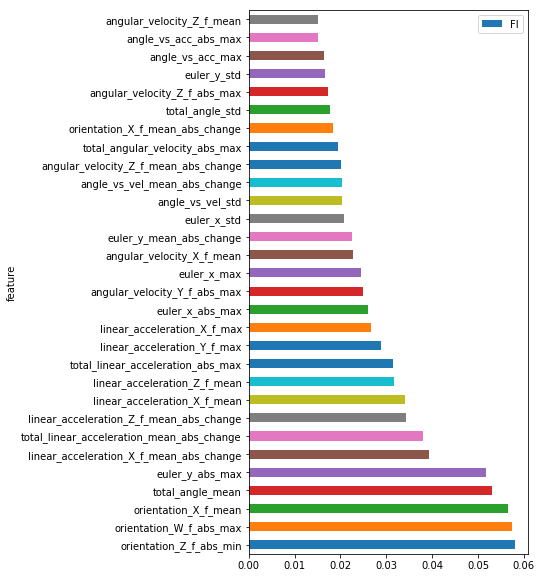 FI
feature
angular_velocity_Z_f_mean
angle_vs_acc_abs_max
angle_vs_acc_max
euler_y_std
angular_velocity_Z_f_abs_max
total_angle_std
orientation_X_f_mean_abs_change
total_angular_velocity_abs_max
angular_velocity_Z_f_mean_abs_change
angle_vs_vel_mean_abs_change
angle_vs_vel_std
euler_x_std
euler_y_mean_abs_change
angular_velocity_X_f_mean
euler_x_max
angular_velocity_Y_f_abs_max
euler_x_abs_max
linear_acceleration_X_f_max
linear_acceleration_Y_f_max
total_linear_acceleration_abs_max
linear_acceleration_Z_f_mean
linear_acceleration_X_f_mean
linear_acceleration_Z_f_mean_abs_change
total_linear_acceleration_mean_abs_change
linear_acceleration_X_f_mean_abs_change
euler_y_abs_max
total_angle_mean
orientation_X_f_mean
orientation_W_f_abs_max
orientation_Z_f_abs_min
0.00 0.01 0.02 0.03 0.04 0.05 0.06